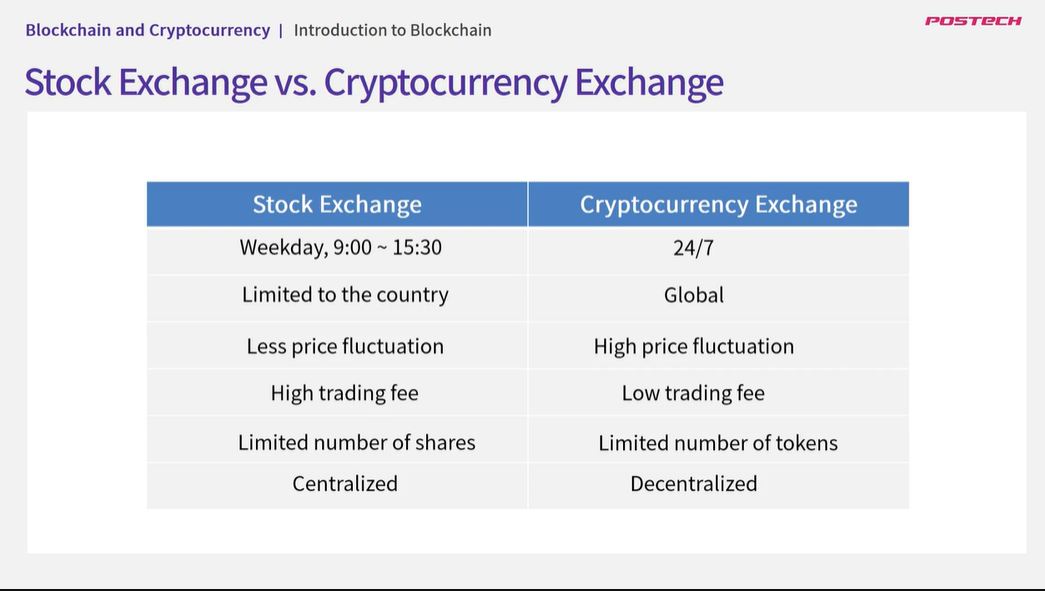 Blockchain and Cryptocurrency | Introduction to Blockchain
POSTECH
Stock Exchange vs. Cryptocurrency Exchange
Stock Exchange Cryptocurrency Exchange
Weekday, 9:00 ~ 15:30 24/7
Limited to the country Global
Less price fluctuation High price fluctuation
High trading fee Low trading fee
Limited number of shares Limited number of tokens
Centralized Decentralized